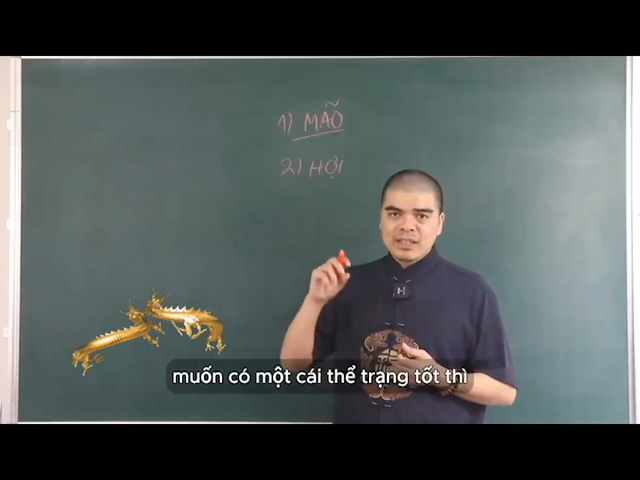 1) MÃO
2) HỢI
muốn có một cái thể trạng tốt thì